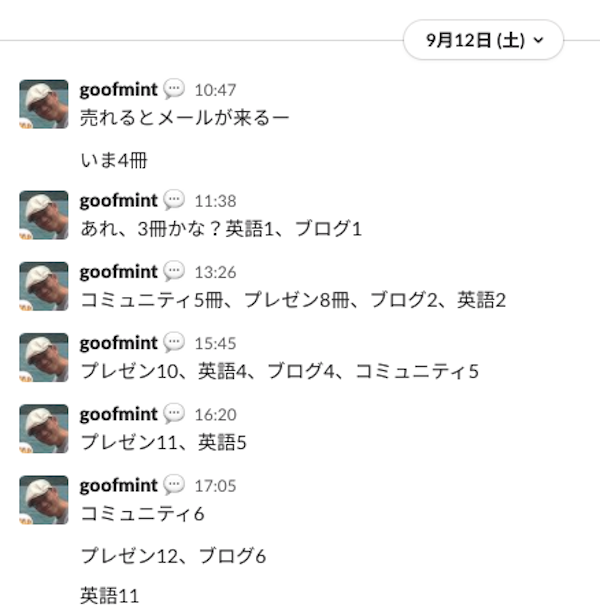 9月12日 (土)
goofmint 10:47
売れるとメールが来るー
いま4冊
goofmint 11:38
あれ、3冊かな？英語1、ブログ1
goofmint 13:26
コミュニティ5冊、プレゼン8冊、ブログ2、英語2
goofmint 15:45
プレゼン10、英語4、ブログ4、コミュニティ5
goofmint 16:20
プレゼン11、英語5
goofmint 17:05
コミュニティ6
プレゼン12、ブログ6
英語11